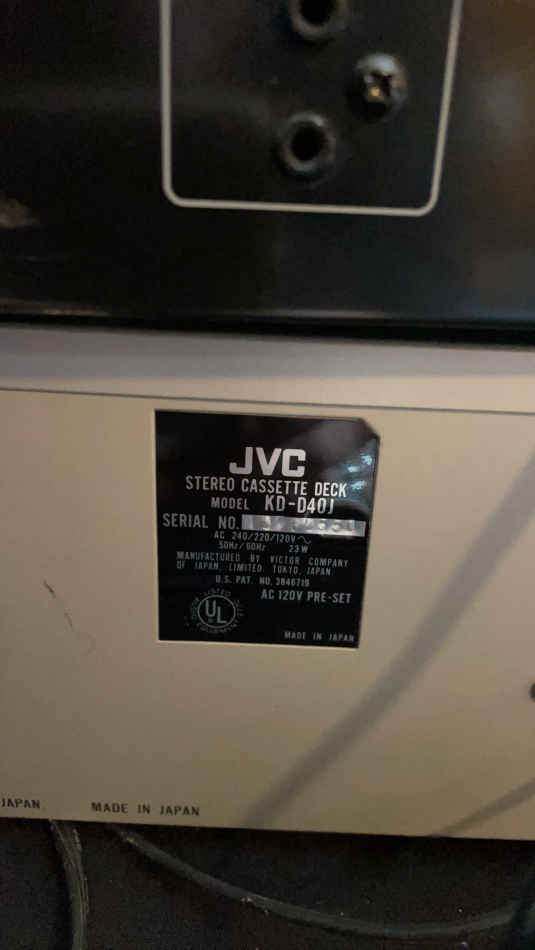 JVC
STEREO CASSETTE DECK
MODEL KD-D40J
SERIAL NO.
AC 240/220/120V~
50Hz/60Hz 23W
MANUFACTURED BY VICTOR COMPANY
OF JAPAN, LIMITED. TOKYO, JAPAN
U.S. PAT. NO. 3846719
AC 120V PRE-SET
LISTED
UL
MADE IN JAPAN
JAPAN
MADE IN JAPAN